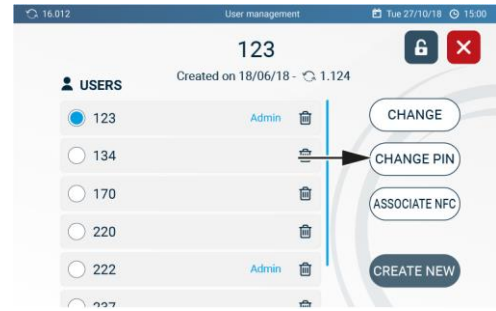 16.012 User management Tue 27/10/18 15:00
123
Created on 18/06/18 - 1.124
USERS
123 Admin
134
170
220
222 Admin
237
CHANGE
CHANGE PIN
ASSOCIATE NFC
CREATE NEW